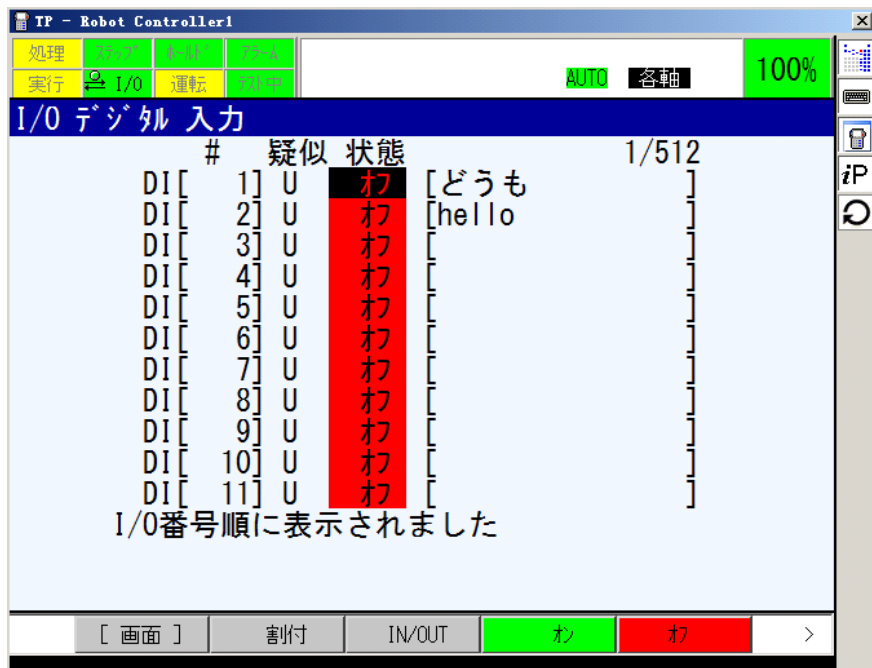 TP - Robot Controller1
処理 ｽﾃｯﾌﾟ ﾎｰﾙﾄﾞ ｱﾗｰﾑ
実行 I/O 運転 ﾃｽﾄ中
AUTO 各軸 100%
I/O ﾃﾞｼﾞﾀﾙ 入力
# 疑似 状態 1/512
DI[ 1] U ｵﾌ [どうも ]
DI[ 2] U ｵﾌ [hello ]
DI[ 3] U ｵﾌ [ ]
DI[ 4] U ｵﾌ [ ]
DI[ 5] U ｵﾌ [ ]
DI[ 6] U ｵﾌ [ ]
DI[ 7] U ｵﾌ [ ]
DI[ 8] U ｵﾌ [ ]
DI[ 9] U ｵﾌ [ ]
DI[ 10] U ｵﾌ [ ]
DI[ 11] U ｵﾌ [ ]
I/O番号順に表示されました
[ 画面 ] 割付 IN/OUT ｵﾝ ｵﾌ >
iP